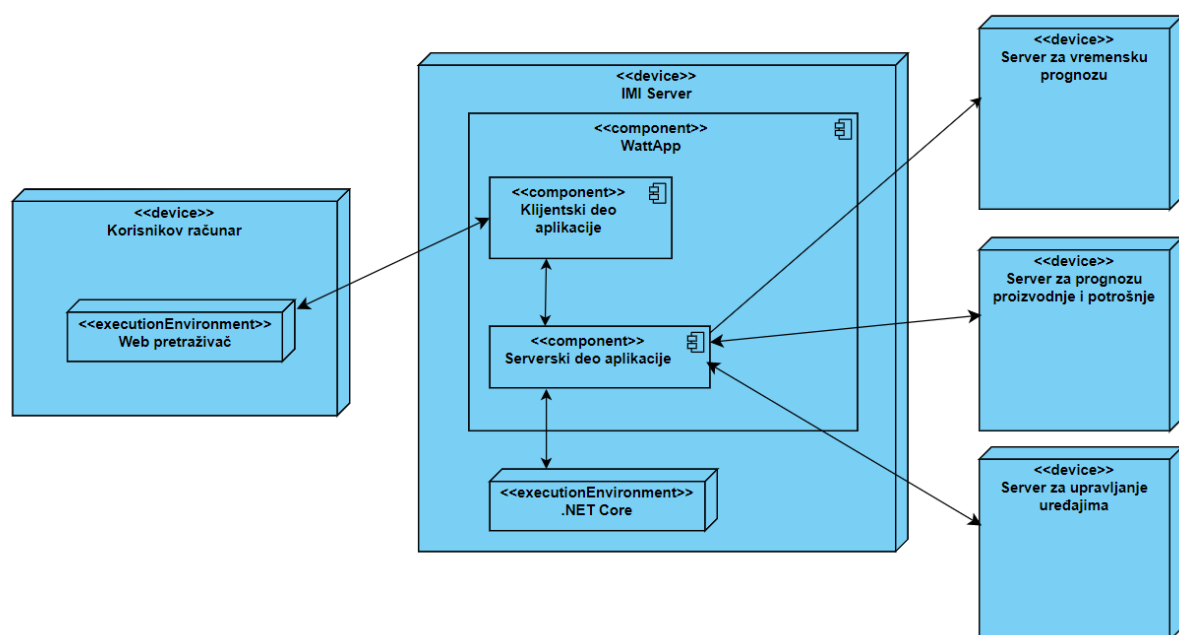 <<device>>
Korisnikov računar
<<executionEnvironment>>
Web pretraživač
<<device>>
IMI Server
<<component>>
WattApp
<<component>>
Klijentski deo
aplikacije
<<component>>
Serverski deo aplikacije
<<executionEnvironment>>
.NET Core
<<device>>
Server za vremensku
prognozu
<<device>>
Server za prognozu
proizvodnje i potrošnje
<<device>>
Server za upravljanje
uređajima